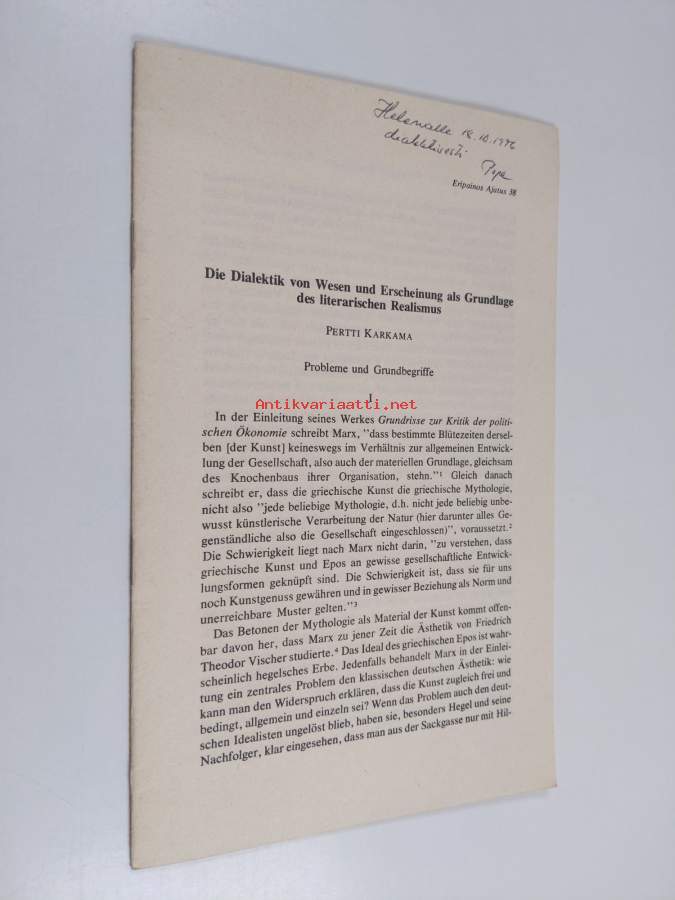 Helenalle 18.10.1976
dialektisesti
Pepe
Eripainos Ajatus 38
Die Dialektik von Wesen und Erscheinung als Grundlage
des literarischen Realismus
PERTTI KARKAMA
Probleme und Grundbegriffe
I
Antikvariaatti.net
In der Einleitung seines Werkes Grundrisse zur Kritik der politi-
schen Ökonomie schreibt Marx, "dass bestimmte Blütezeiten dersel-
ben [der Kunst] keineswegs im Verhältnis zur allgemeinen Entwick-
lung der Gesellschaft, also auch der materiellen Grundlage, gleichsam
des Knochenbaus ihrer Organisation, stehn."1 Gleich danach
schreibt er, dass die griechische Kunst die griechische Mythologie,
nicht also "jede beliebige Mythologie, d.h. nicht jede beliebig unbe-
wusst künstlerische Verarbeitung der Natur (hier darunter alles Ge-
genständliche also die Gesellschaft eingeschlossen)", voraussetzt.2
Die Schwierigkeit liegt nach Marx nicht darin, "zu verstehen, dass
griechische Kunst und Epos an gewisse gesellschaftliche Entwick-
lungsformen geknüpft sind. Die Schwierigkeit ist, dass sie für uns
noch Kunstgenuss gewähren und in gewisser Beziehung als Norm und
unerreichbare Muster gelten."3
Das Betonen der Mythologie als Material der Kunst kommt offen-
bar davon her, dass Marx zu jener Zeit die Ästhetik von Friedrich
Theodor Vischer studierte.4 Das Ideal des griechischen Epos ist wahr-
scheinlich hegelsches Erbe. Jedenfalls behandelt Marx in der Einlei-
tung ein zentrales Problem den klassischen deutschen Ästhetik: wie
kann man den Widerspruch erklären, dass die Kunst zugleich frei und
bedingt, allgemein und einzeln sei? Wenn das Problem auch den deut-
schen Idealisten ungelöst blieb, haben sie, besonders Hegel und seine
Nachfolger, klar eingesehen, dass man aus der Sackgasse nur mit Hil-